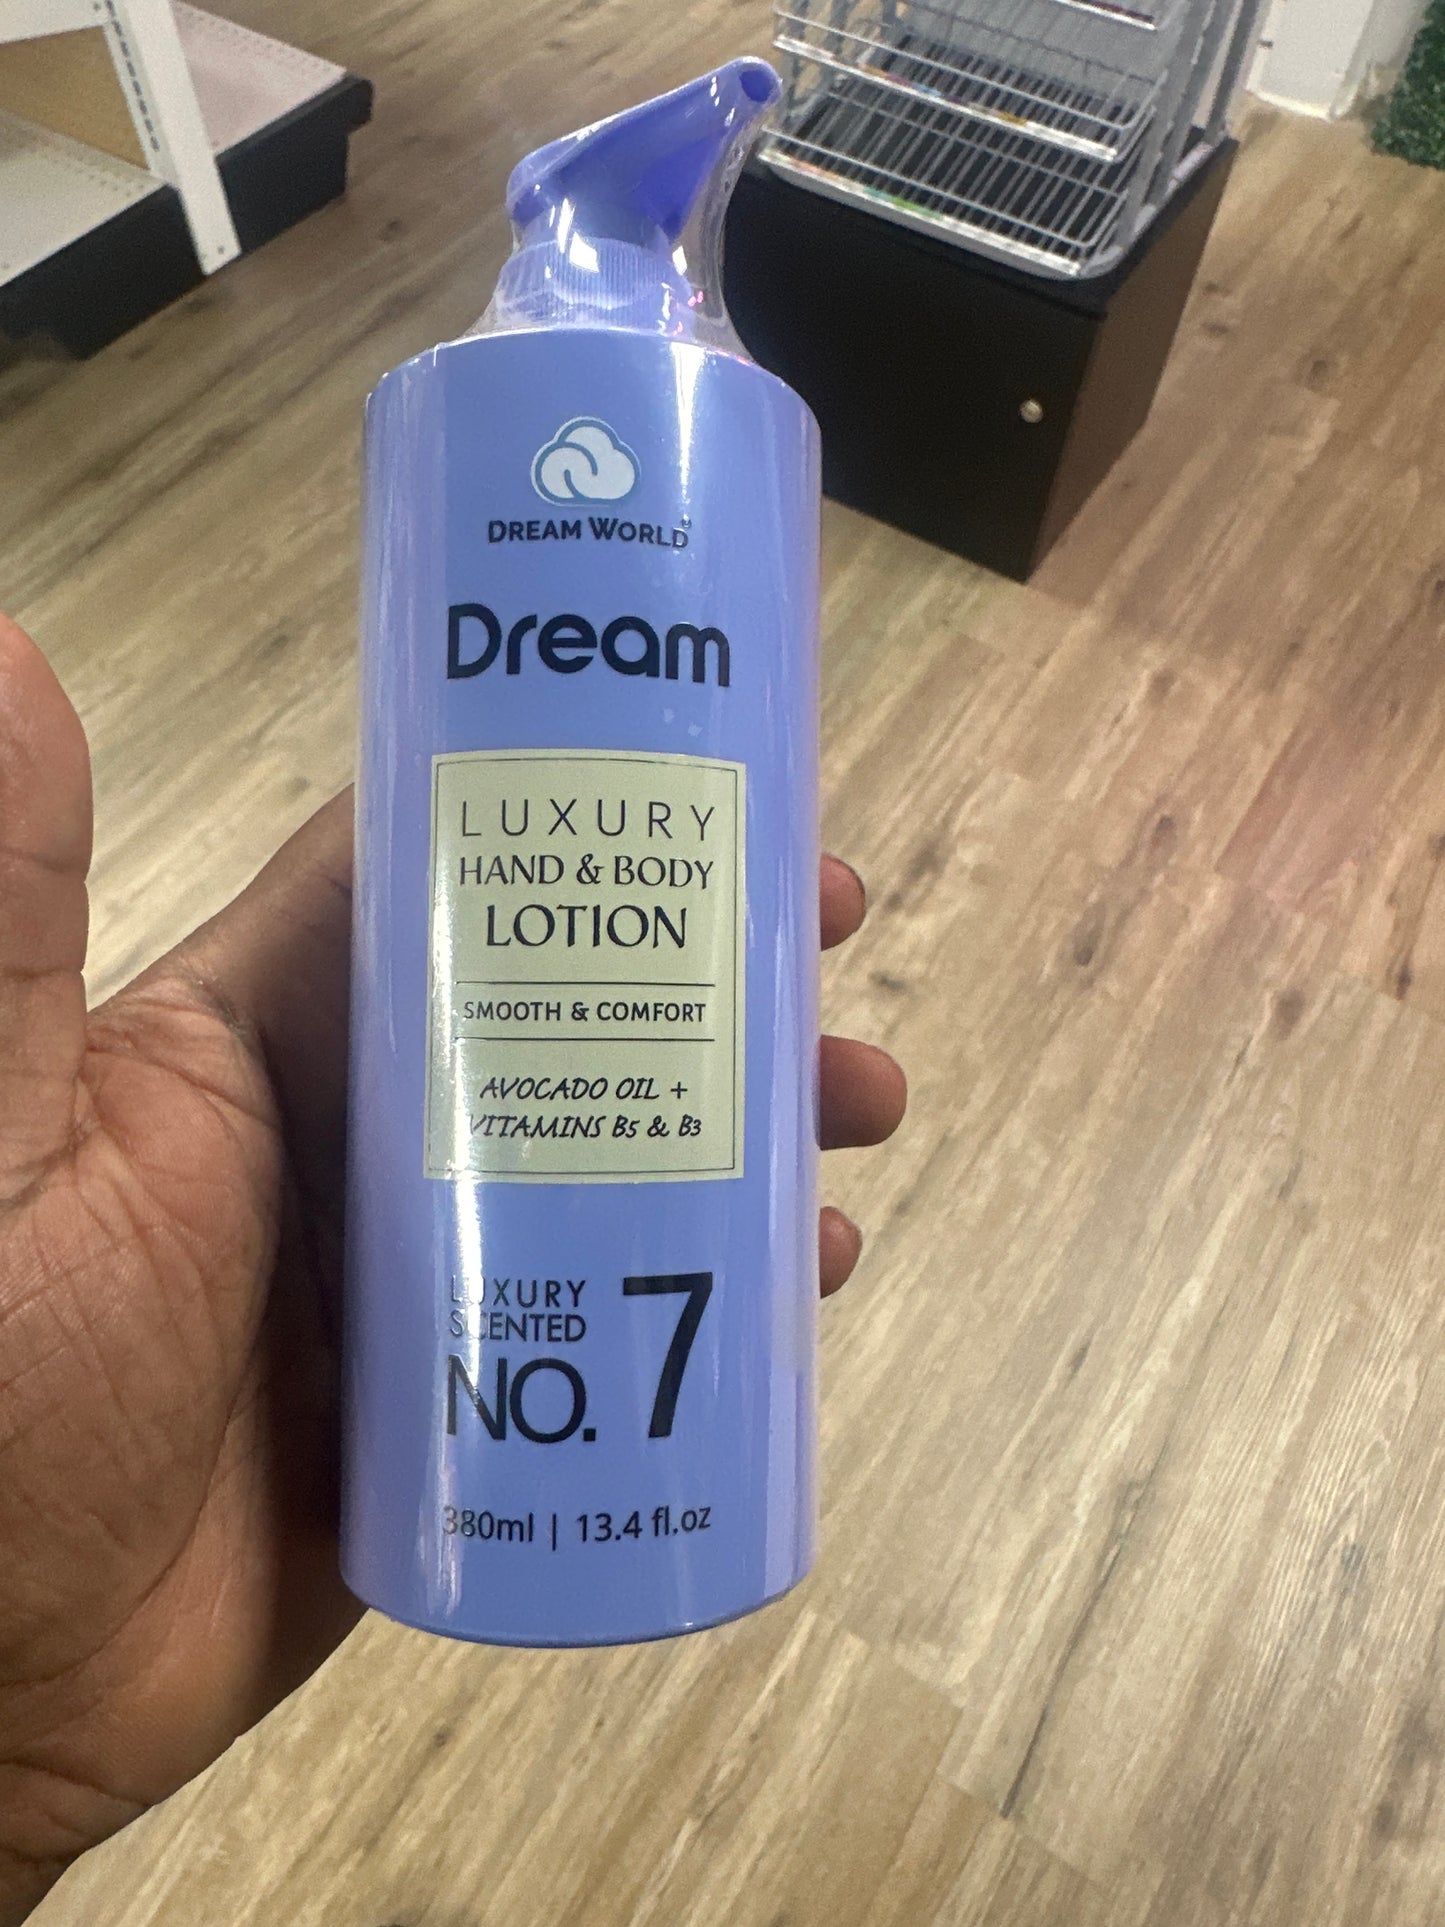 DREAM WORLD®
Dream
LUXURY
HAND & BODY
LOTION
SMOOTH & COMFORT
AVOCADO OIL +
VITAMINS B5 & B3
LUXURY
SCENTED
NO. 7
380ml | 13.4 fl.oz